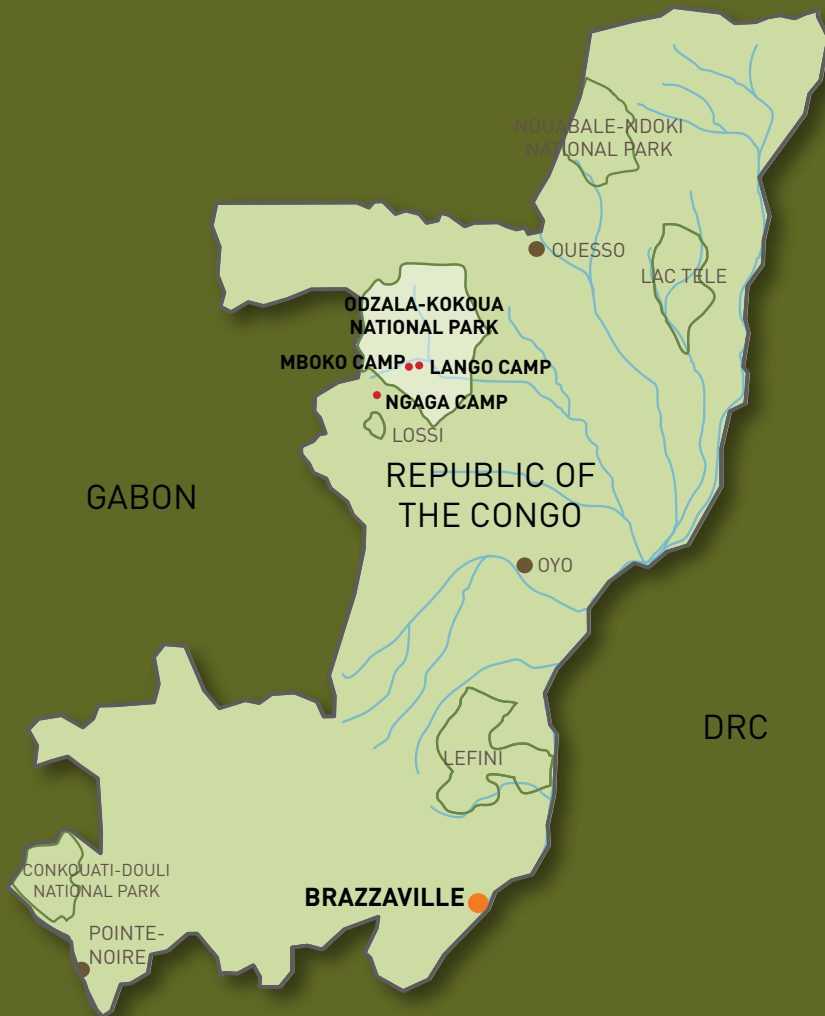 NOUABALE-NDOKI
NATIONAL PARK
OUESSO
LAC TELE
ODZALA-KOKOUA
NATIONAL PARK
MBOKO CAMP
LANGO CAMP
NGAGA CAMP
LOSSI
REPUBLIC OF
THE CONGO
GABON
OYO
DRC
LEFINI
CONKOUATI-DOULI
NATIONAL PARK
BRAZZAVILLE
POINTE-
NOIRE